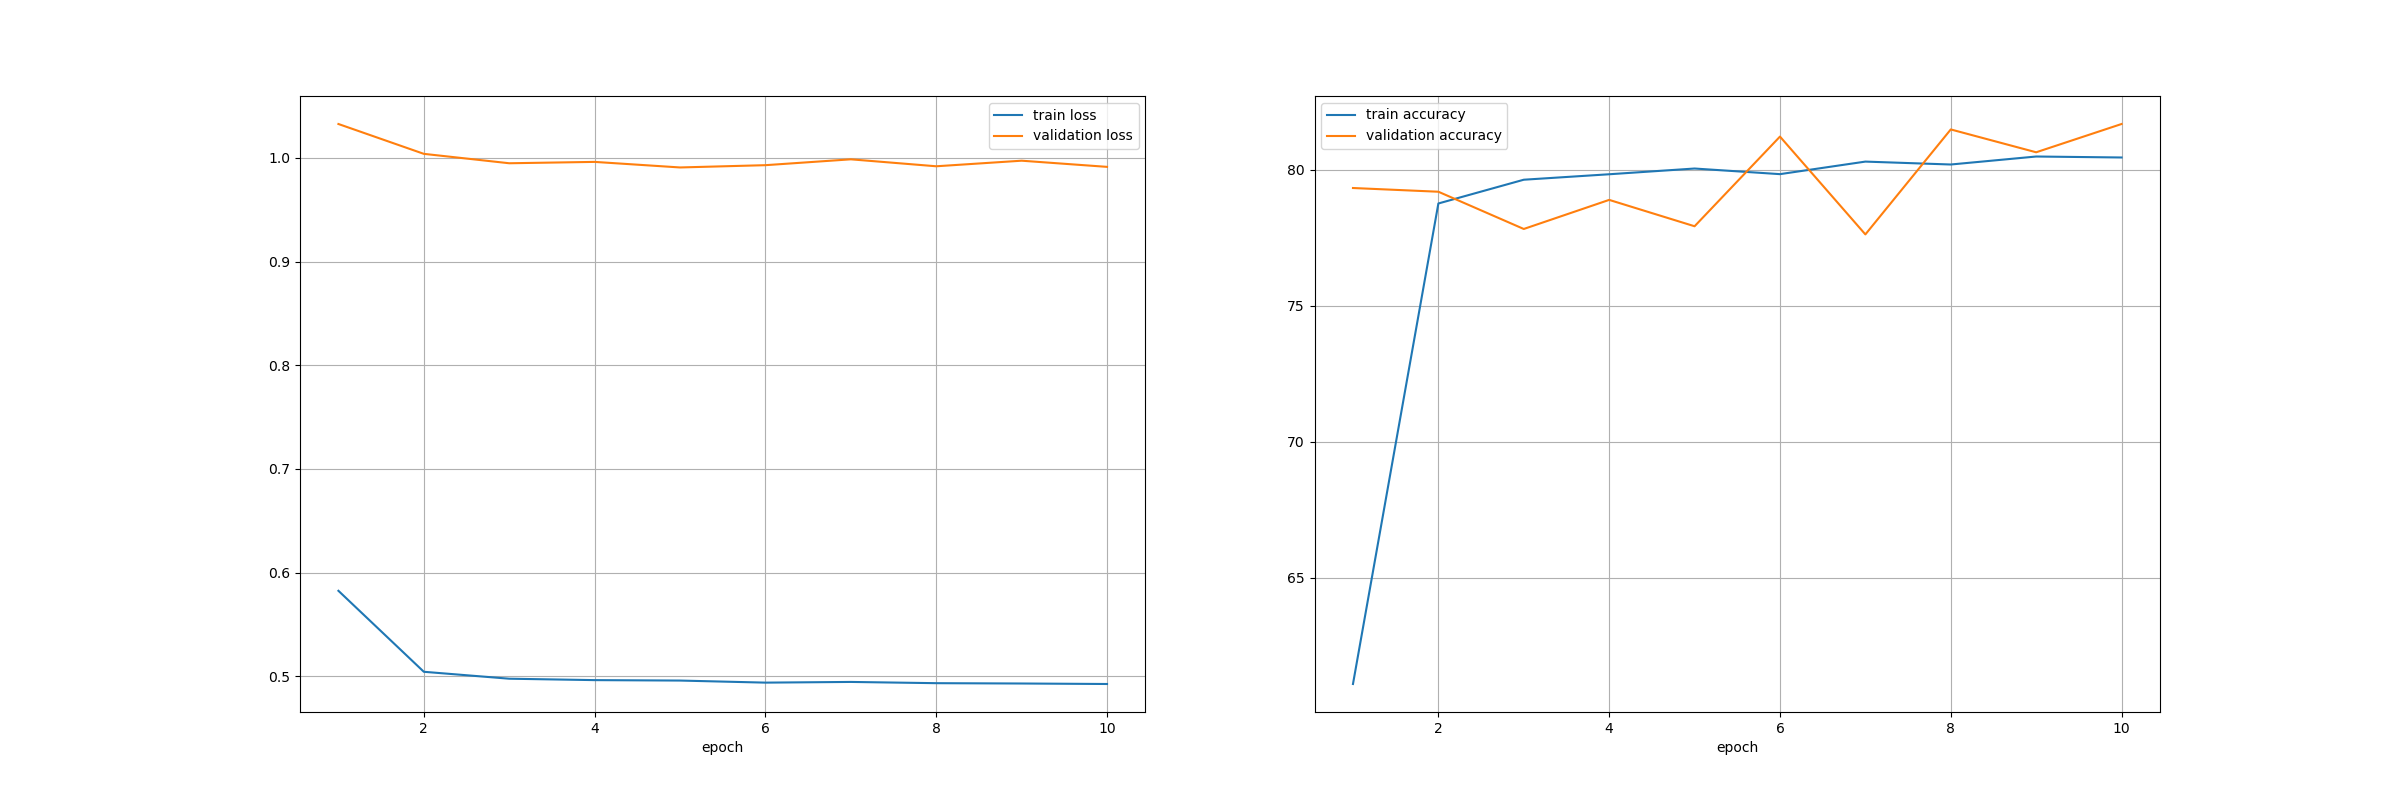 train loss
validation loss
1.0
0.9
0.8
0.7
0.6
0.5
2 4 6 8 10
epoch
train accuracy
validation accuracy
80
75
70
65
2 4 6 8 10
epoch